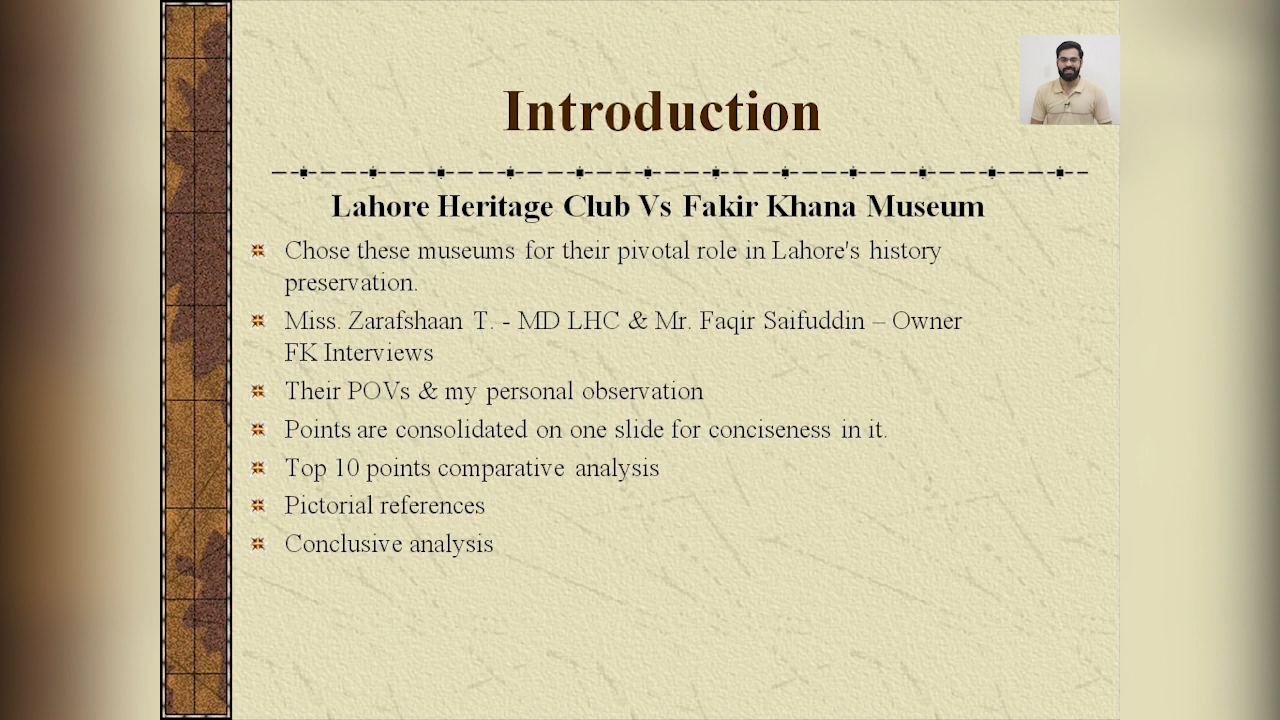 Introduction
Lahore Heritage Club Vs Fakir Khana Museum
Chose these museums for their pivotal role in Lahore's history
preservation.
Miss. Zarafshaan T. - MD LHC & Mr. Faqir Saifuddin – Owner
FK Interviews
Their POVs & my personal observation
Points are consolidated on one slide for conciseness in it.
Top 10 points comparative analysis
Pictorial references
Conclusive analysis